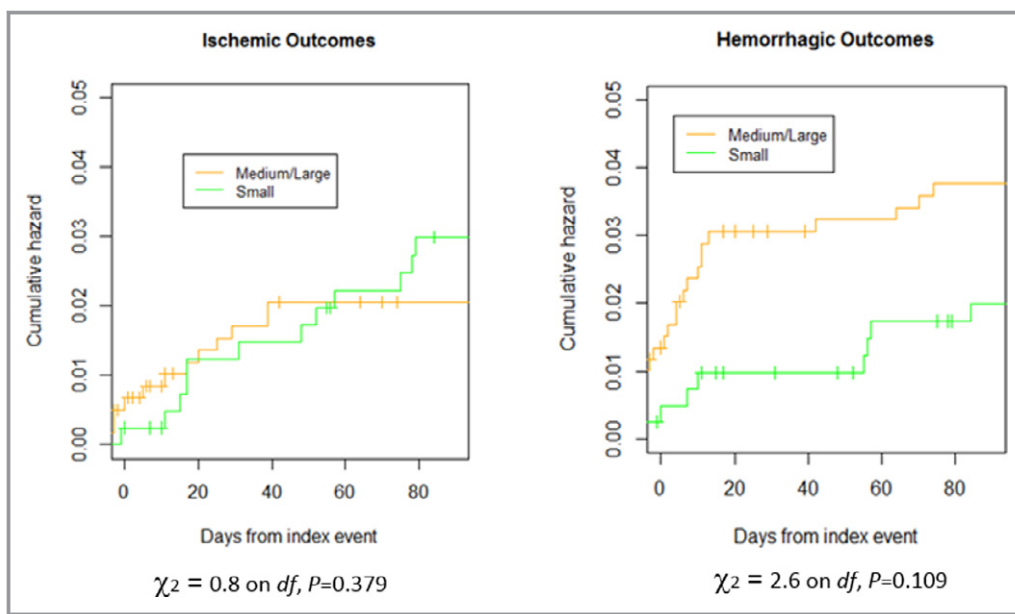 Ischemic Outcomes
Cumulative hazard
0.05
0.04
0.03
0.02
0.01
0.00
Medium/Large
Small
0 20 40 60 80
Days from index event
χ2 = 0.8 on df, P=0.379
Hemorrhagic Outcomes
Cumulative hazard
0.05
0.04
0.03
0.02
0.01
0.00
Medium/Large
Small
0 20 40 60 80
Days from index event
χ2 = 2.6 on df, P=0.109